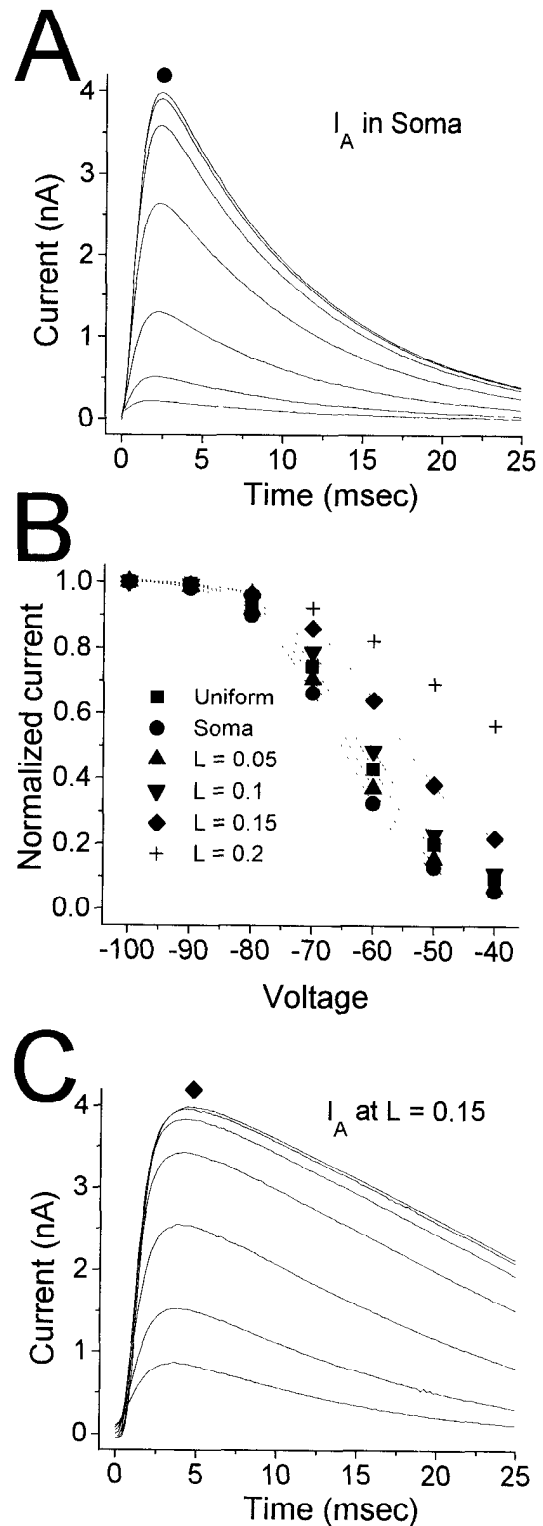 A
I_A in Soma
Current (nA)
4
3
2
1
0
0 5 10 15 20 25
Time (msec)
B
Normalized current
1.0
0.8
0.6
0.4
0.2
0.0
Uniform
Soma
L = 0.05
L = 0.1
L = 0.15
L = 0.2
-100 -90 -80 -70 -60 -50 -40
Voltage
C
I_A at L = 0.15
Current (nA)
4
3
2
1
0
0 5 10 15 20 25
Time (msec)